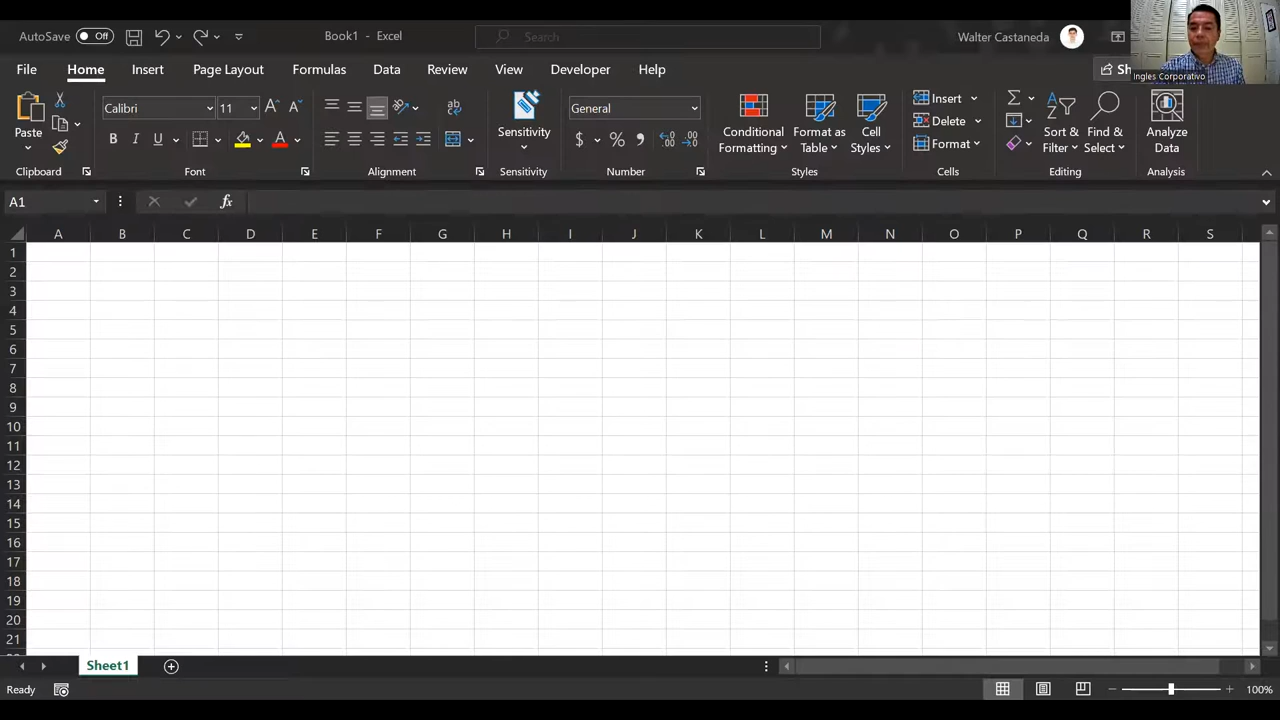 AutoSave Off Book1 - Excel Search Walter Castaneda
Ingles Corporativo
File Home Insert Page Layout Formulas Data Review View Developer Help Sh
Calibri 11 General Insert
Paste Sensitivity Conditional Format as Cell Delete Sort & Find & Analyze
B I U $ % Formatting Table Styles Format Filter Select Data
Clipboard Font Alignment Sensitivity Number Styles Cells Editing Analysis
A1 fx
A B C D E F G H I J K L M N O P Q R S
1
2
3
4
5
6
7
8
9
10
11
12
13
14
15
16
17
18
19
20
21
Sheet1
Ready 100%